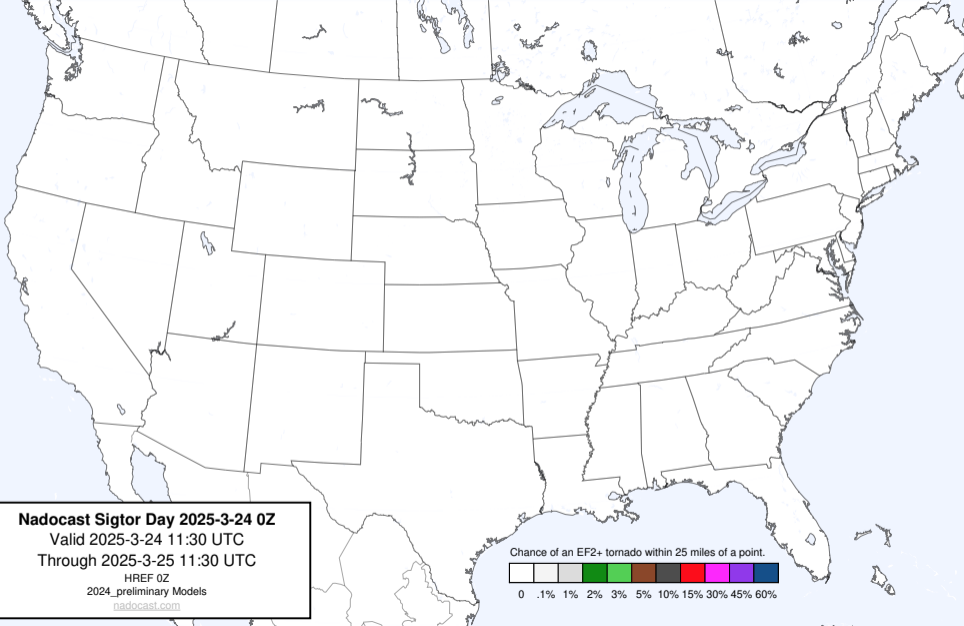 Nadocast Sigtor Day 2025-3-24 0Z
Valid 2025-3-24 11:30 UTC
Through 2025-3-25 11:30 UTC
HREF 0Z
2024_preliminary Models
nadocast.com
Chance of an EF2+ tornado within 25 miles of a point.
0 .1% 1% 2% 3% 5% 10% 15% 30% 45% 60%